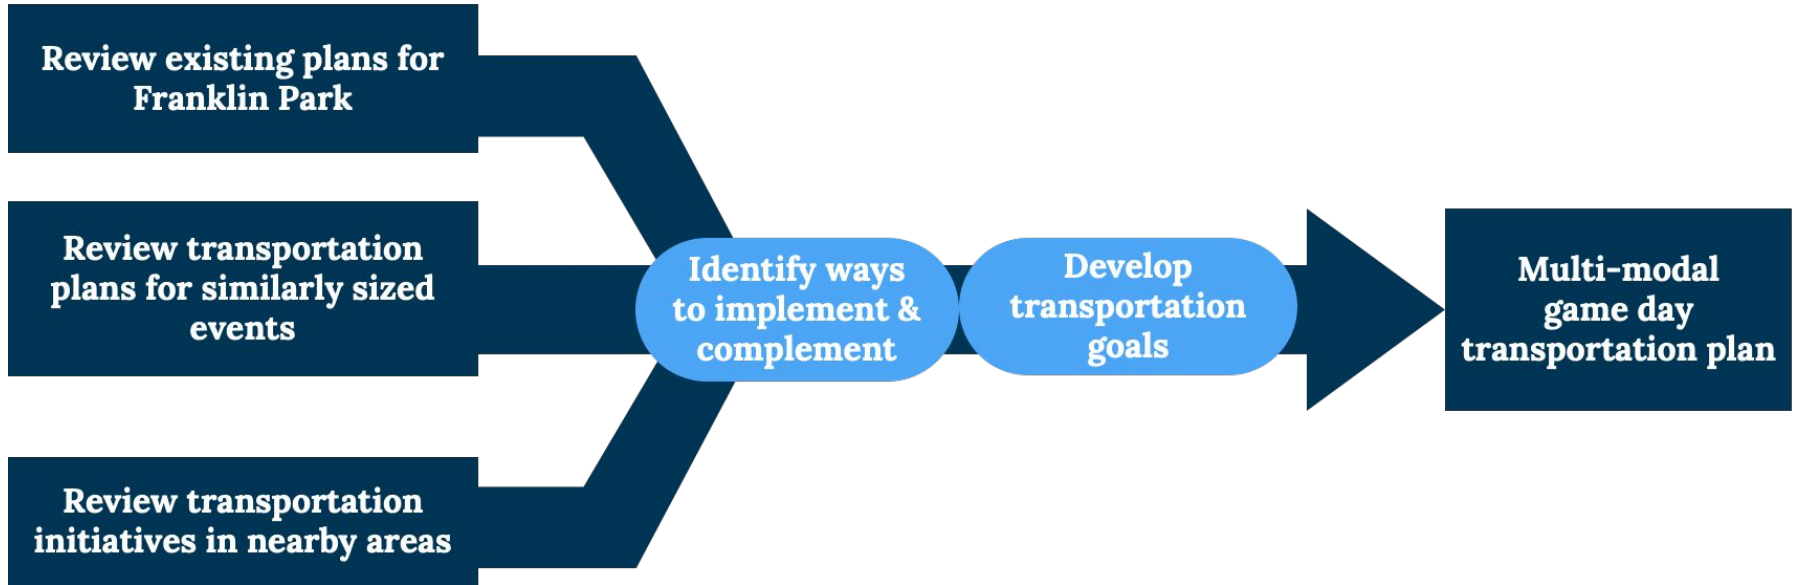 Review existing plans for
Franklin Park
Review transportation
plans for similarly sized
events
Review transportation
initiatives in nearby areas
Identify ways
to implement &
complement
Develop
transportation
goals
Multi-modal
game day
transportation plan